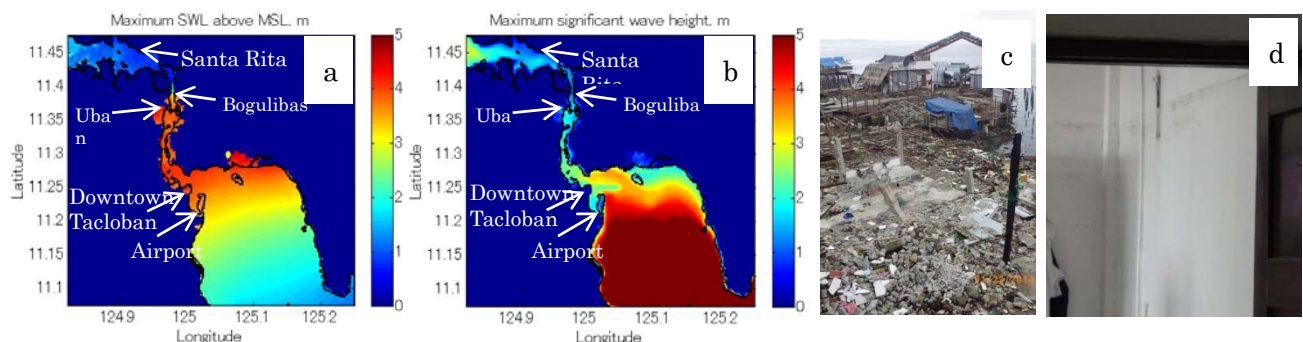 Maximum SWL above MSL, m
a
11.45
11.4
11.35
11.3
11.25
11.2
11.15
11.1
Latitude
124.9
125
125.1
125.2
Longitude
5
4
3
2
1
0
Santa Rita
Bogulibas
Uba
n
Downtown
Tacloban
Airport
Maximum significant wave height, m
b
11.45
11.4
11.35
11.3
11.25
11.2
11.15
11.1
Latitude
124.9
125
125.1
125.2
Longitude
5
4
3
2
1
0
Santa
Boguliba
Uba
Downtown
Tacloban
Airport
c
d